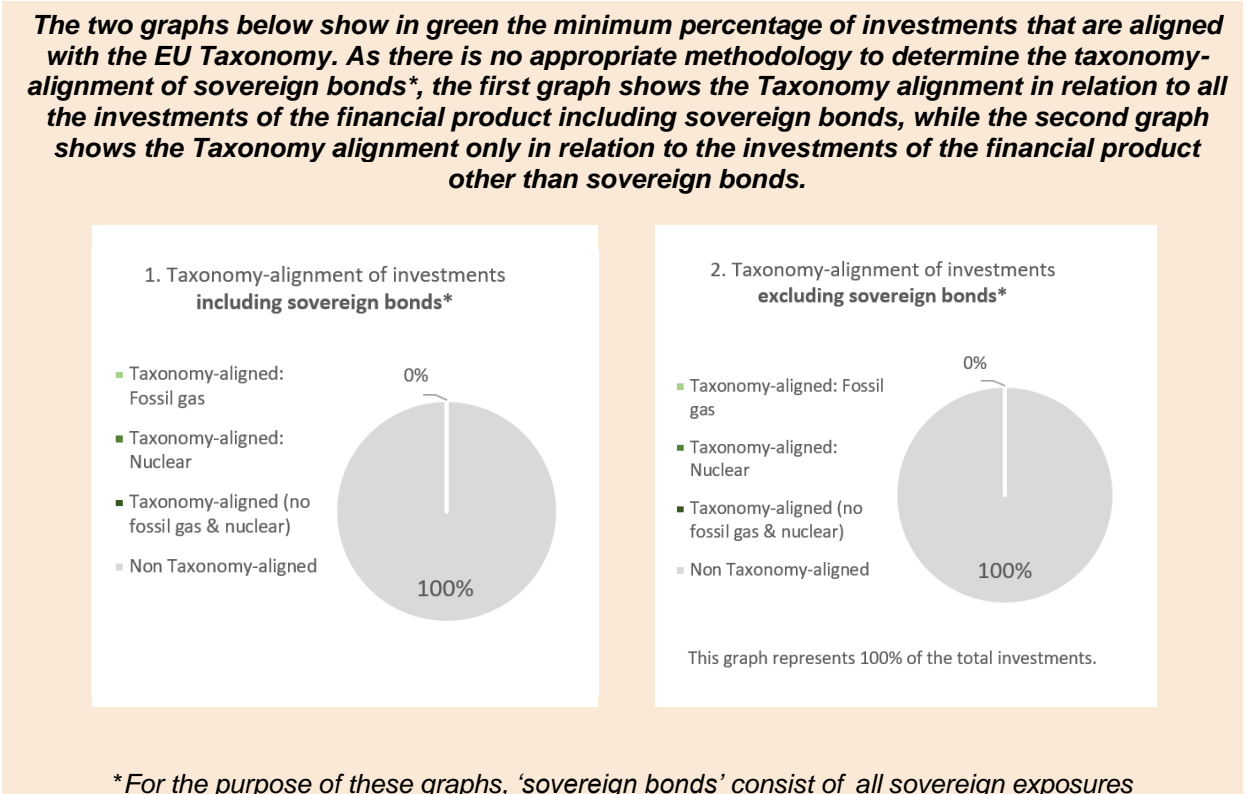 The two graphs below show in green the minimum percentage of investments that are aligned
with the EU Taxonomy. As there is no appropriate methodology to determine the taxonomy-
alignment of sovereign bonds*, the first graph shows the Taxonomy alignment in relation to all
the investments of the financial product including sovereign bonds, while the second graph
shows the Taxonomy alignment only in relation to the investments of the financial product
other than sovereign bonds.
1. Taxonomy-alignment of investments
including sovereign bonds*
Taxonomy-aligned:
Fossil gas
Taxonomy-aligned:
Nuclear
Taxonomy-aligned (no
fossil gas & nuclear)
Non Taxonomy-aligned
0%
100%
2. Taxonomy-alignment of investments
excluding sovereign bonds*
Taxonomy-aligned: Fossil
gas
Taxonomy-aligned:
Nuclear
Taxonomy-aligned (no
fossil gas & nuclear)
Non Taxonomy-aligned
0%
100%
This graph represents 100% of the total investments.
*For the purpose of these graphs, ‘sovereign bonds’ consist of all sovereign exposures